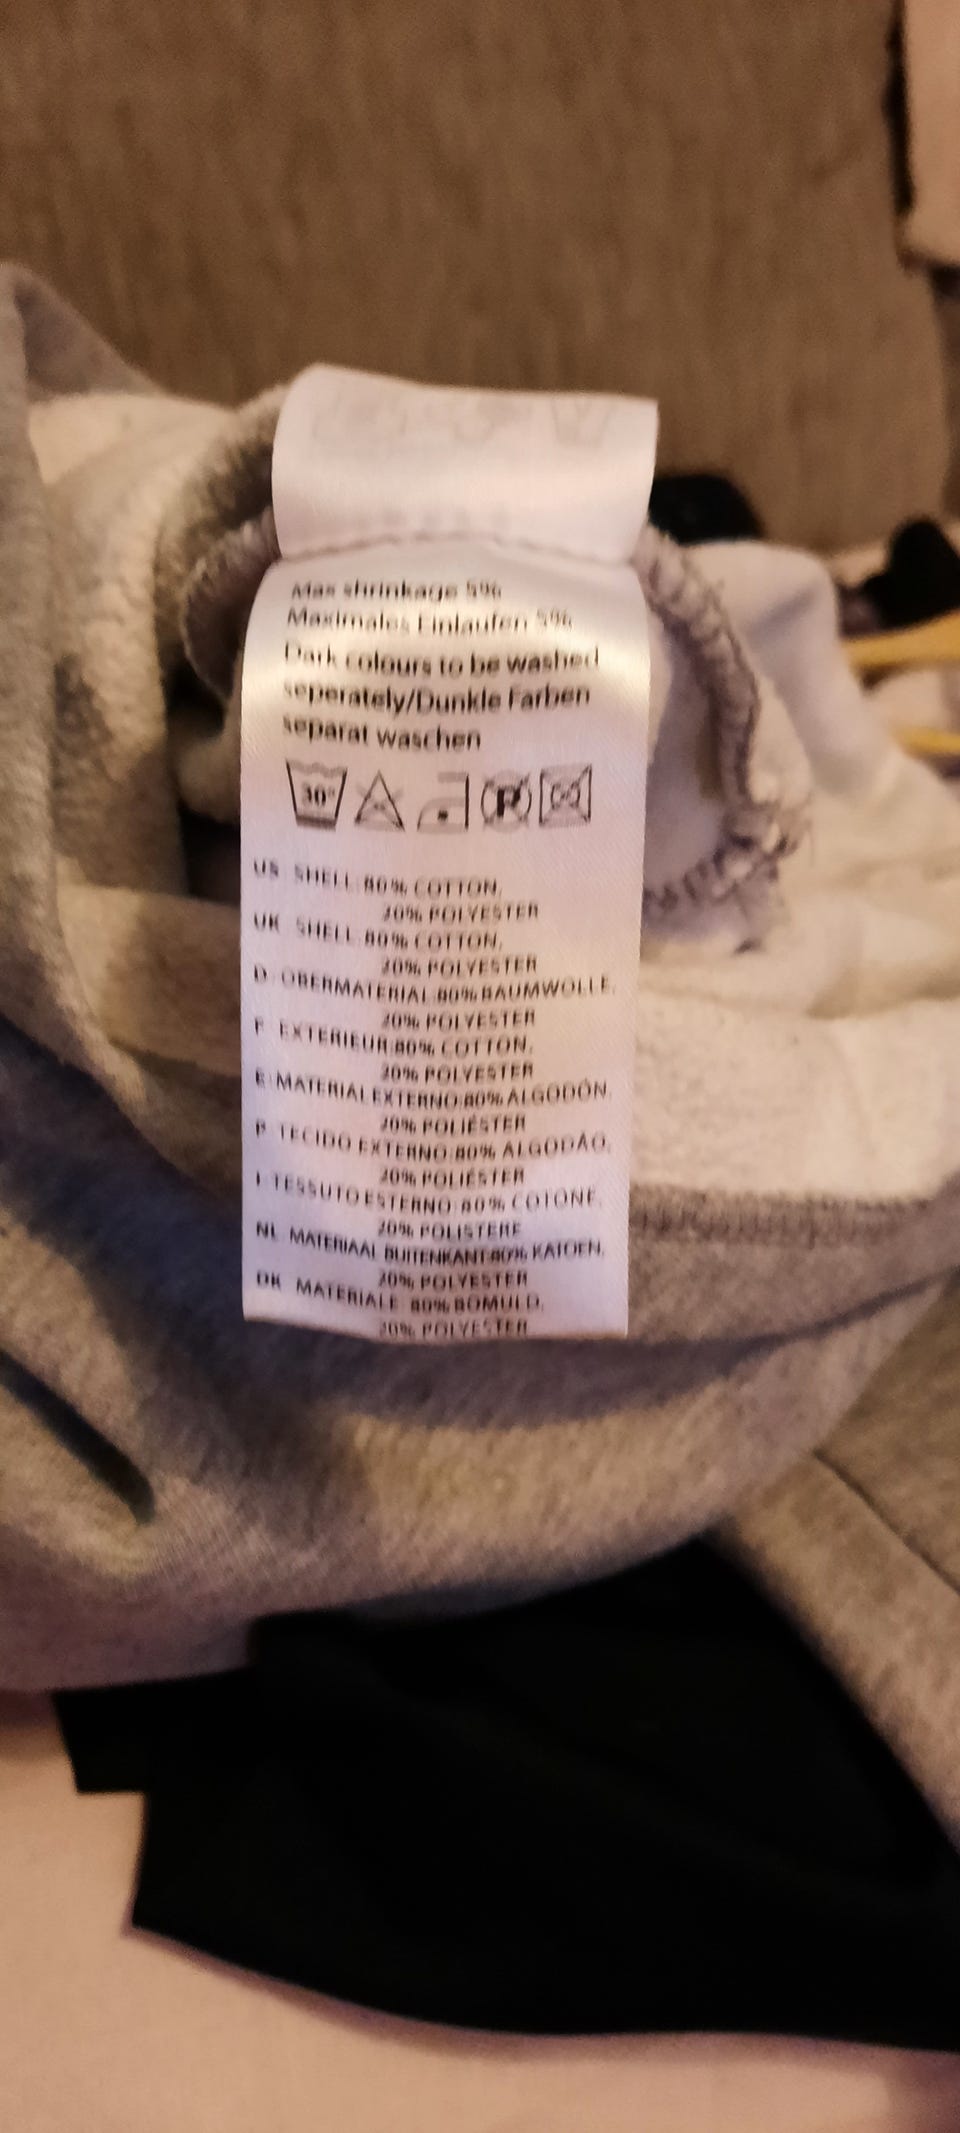 Max shrinkage 5%
Maximales Einlaufen 5%
Dark colours to be washed
seperately/Dunkle Farben
separat waschen
30°
P
US SHELL:80% COTTON,
20% POLYESTER
UK SHELL:80% COTTON,
20% POLYESTER
D OBERMATERIAL:80%BAUMWOLLE,
20% POLYESTER
F EXTERIEUR:80% COTTON,
20% POLYESTER
E:MATERIAL EXTERNO:80% ALGODÓN,
20% POLIÉSTER
P TECIDO EXTERNO:80% ALGODÃO,
20% POLIÉSTER
I-TESSUTO ESTERNO:80% COTONE,
20% POLISTERE
NL MATERIAAL BUITENKANT:80% KATOEN,
20% POLYESTER
DK MATERIALE: 80% BOMULD,
20% POLYESTER